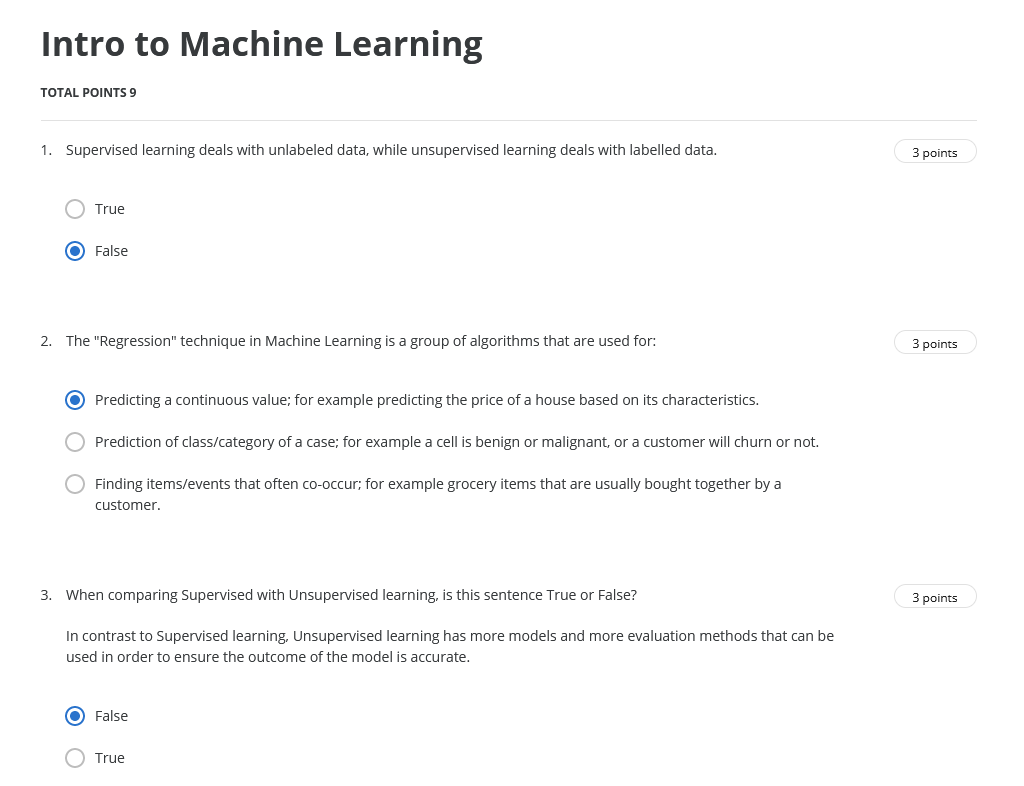 Intro to Machine Learning
TOTAL POINTS 9
1. Supervised learning deals with unlabeled data, while unsupervised learning deals with labelled data.
3 points
True
False
2. The "Regression" technique in Machine Learning is a group of algorithms that are used for:
3 points
Predicting a continuous value; for example predicting the price of a house based on its characteristics.
Prediction of class/category of a case; for example a cell is benign or malignant, or a customer will churn or not.
Finding items/events that often co-occur; for example grocery items that are usually bought together by a
customer.
3. When comparing Supervised with Unsupervised learning, is this sentence True or False?
3 points
In contrast to Supervised learning, Unsupervised learning has more models and more evaluation methods that can be
used in order to ensure the outcome of the model is accurate.
False
True